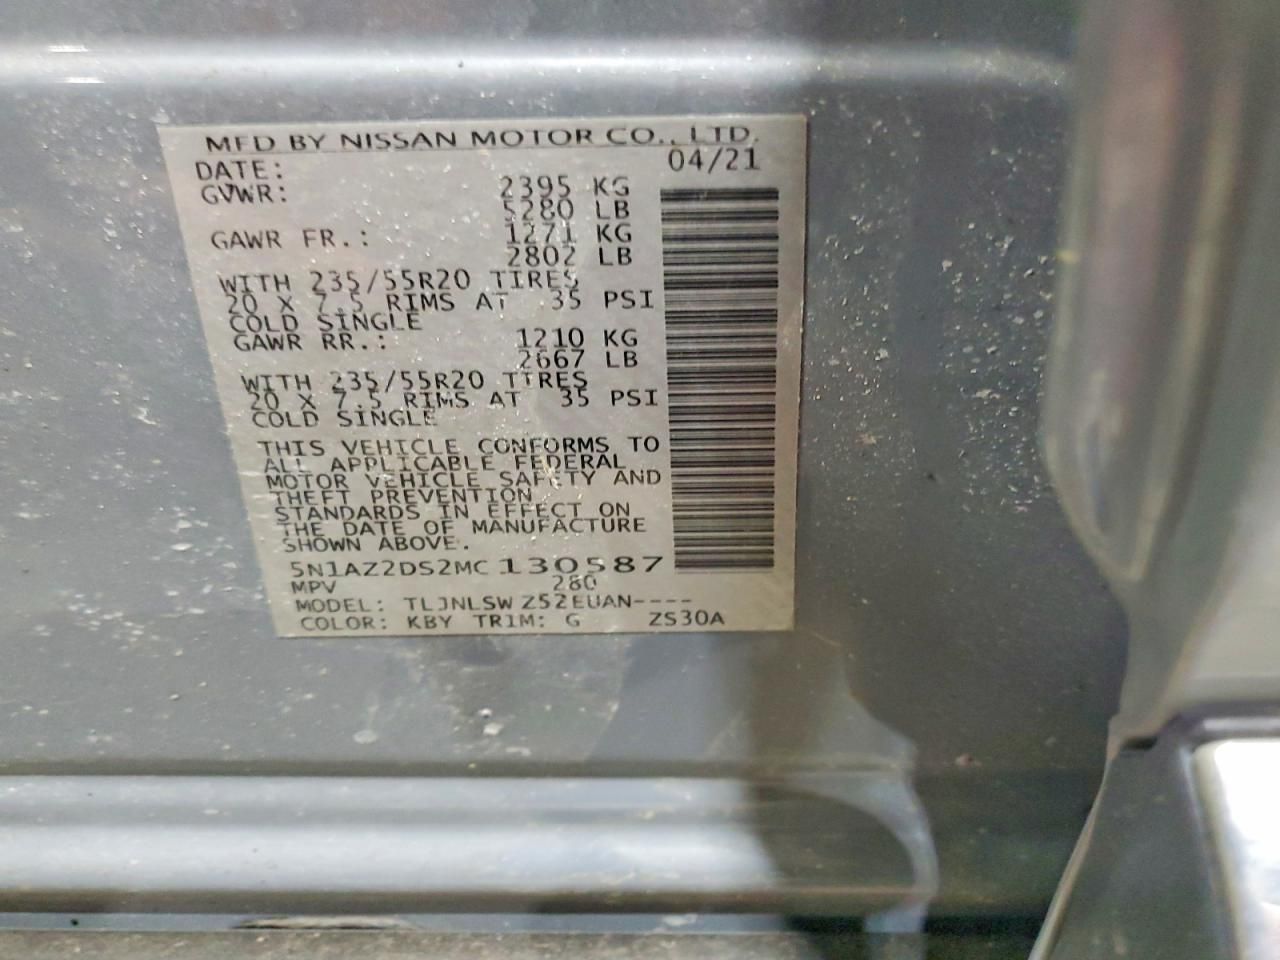 MFD BY NISSAN MOTOR CO., LTD.
DATE: 04/21
GVWR: 2395 KG
5280 LB
GAWR FR.: 1271 KG
2802 LB
WITH 235/55R20 TIRES
20 X 7.5 RIMS AT 35 PSI
COLD SINGLE
GAWR RR.: 1210 KG
2667 LB
WITH 235/55R20 TIRES
20 X 7.5 RIMS AT 35 PSI
COLD SINGLE
THIS VEHICLE CONFORMS TO
ALL APPLICABLE FEDERAL
MOTOR VEHICLE SAFETY AND
THEFT PREVENTION
STANDARDS IN EFFECT ON
THE DATE OF MANUFACTURE
SHOWN ABOVE.
5N1AZ2DS2MC130587
MPV 280
MODEL: TLJNLSW Z52EUAN----
COLOR: KBY TRIM: G ZS30A